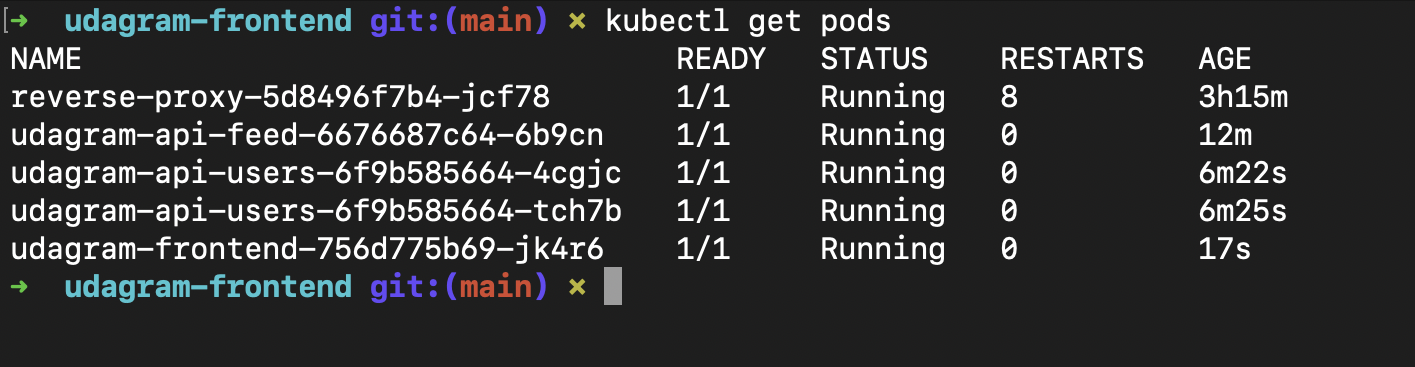 [➜  udagram-frontend git:(main) ✗ kubectl get pods
NAME                                 READY   STATUS    RESTARTS   AGE
reverse-proxy-5d8496f7b4-jcf78       1/1     Running   8          3h15m
udagram-api-feed-6676687c64-6b9cn    1/1     Running   0          12m
udagram-api-users-6f9b585664-4cgjc   1/1     Running   0          6m22s
udagram-api-users-6f9b585664-tch7b   1/1     Running   0          6m25s
udagram-frontend-756d775b69-jk4r6    1/1     Running   0          17s
➜  udagram-frontend git:(main) ✗